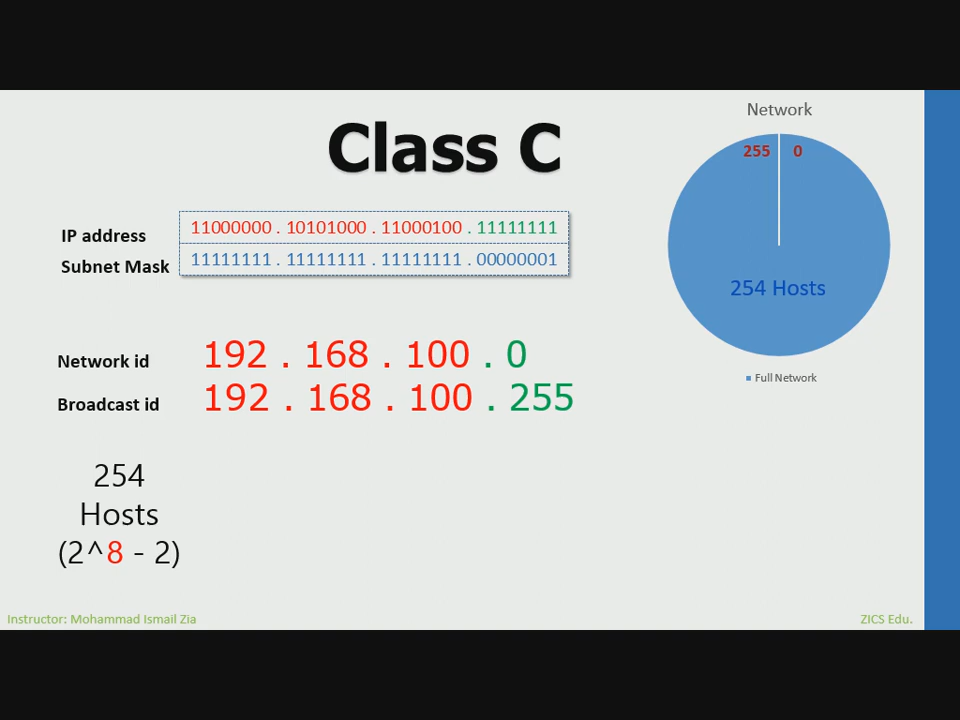 Class C
Network
255 0
IP address 11000000 . 10101000 . 11000100 . 11111111
Subnet Mask 11111111 . 11111111 . 11111111 . 00000001
254 Hosts
Network id 192 . 168 . 100 . 0
Full Network
Broadcast id 192 . 168 . 100 . 255
254
Hosts
(2^8 - 2)
Instructor: Mohammad Ismail Zia ZICS Edu.